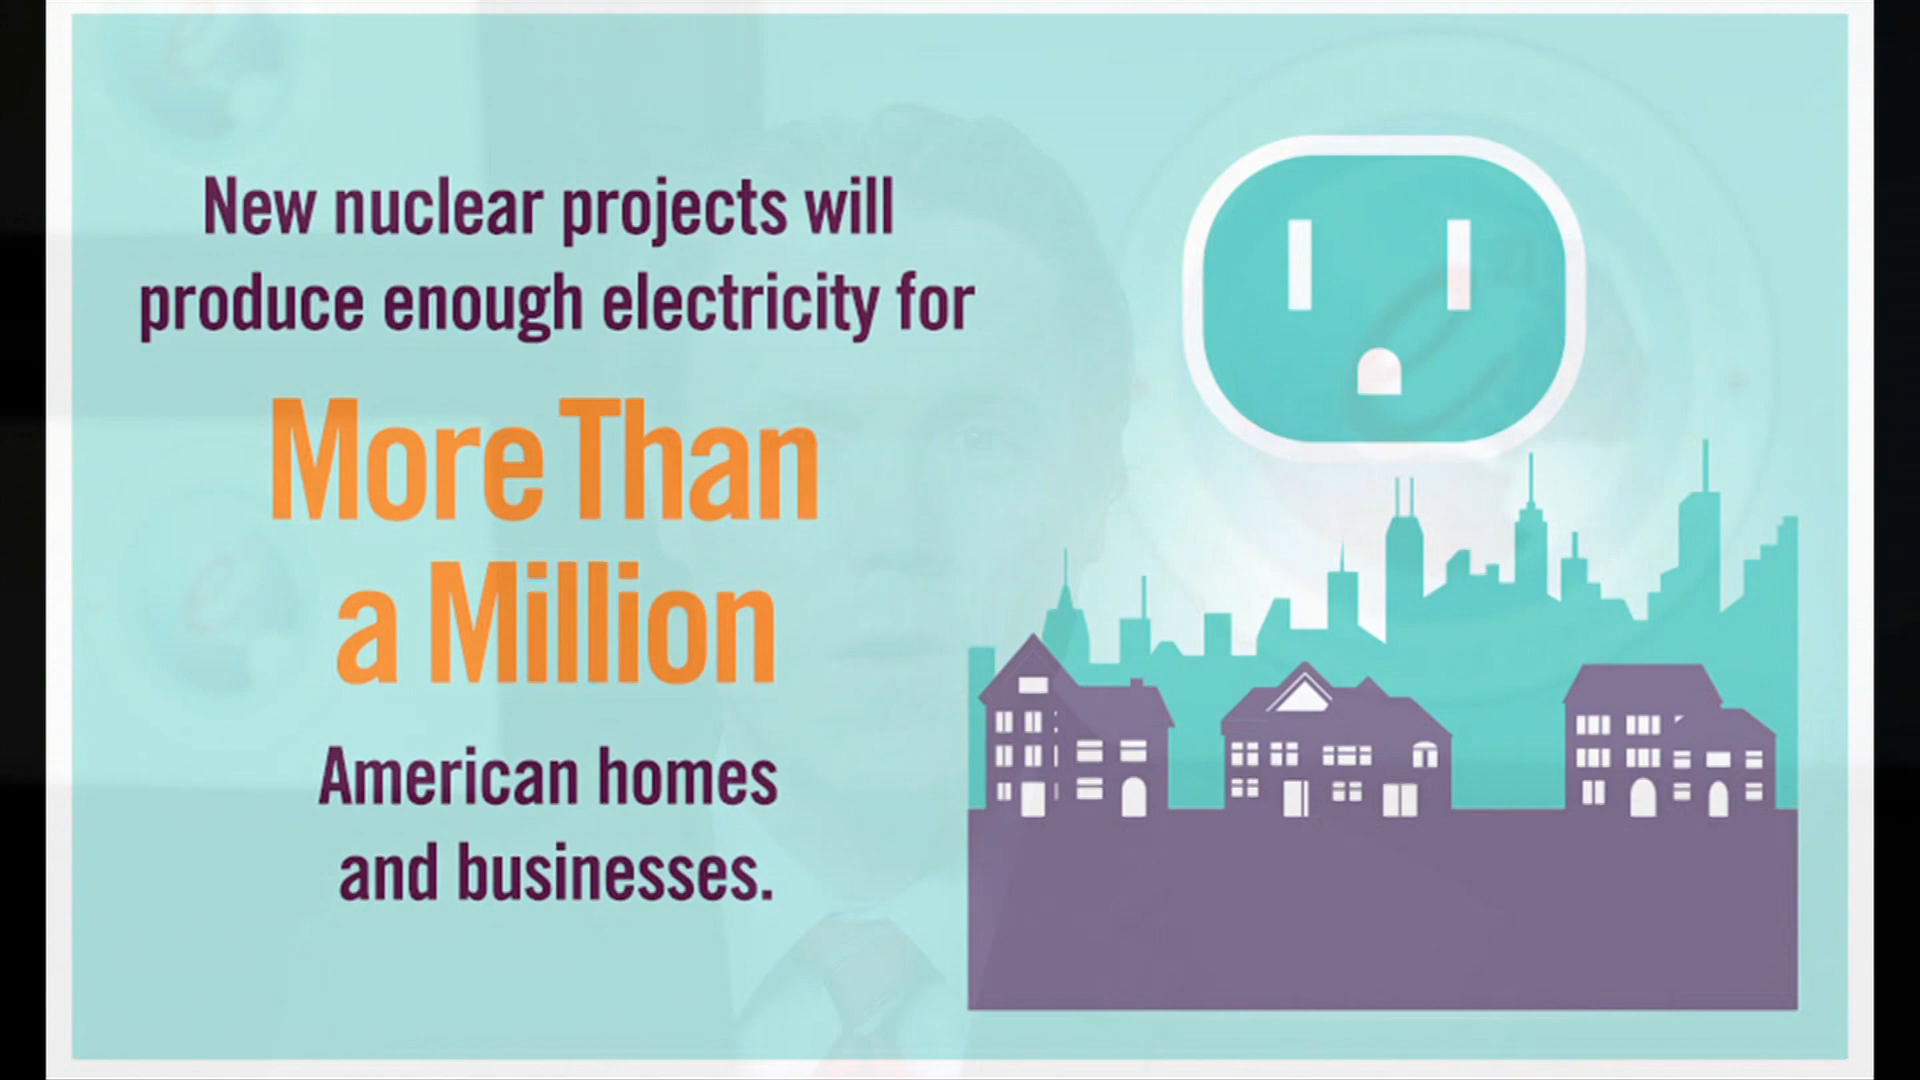 New nuclear projects will
produce enough electricity for
More Than
a Million
American homes
and businesses.